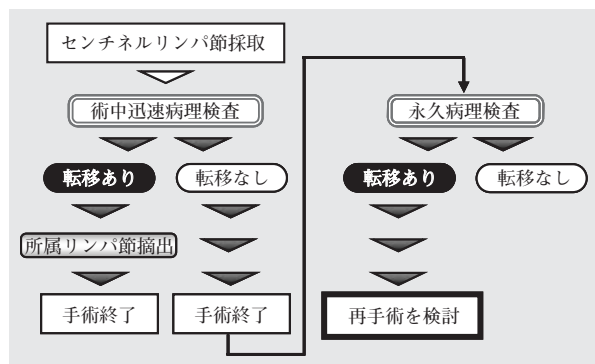 センチネルリンパ節採取
術中迅速病理検査
永久病理検査
転移あり
転移なし
転移あり
転移なし
所属リンパ節摘出
手術終了
手術終了
再手術を検討